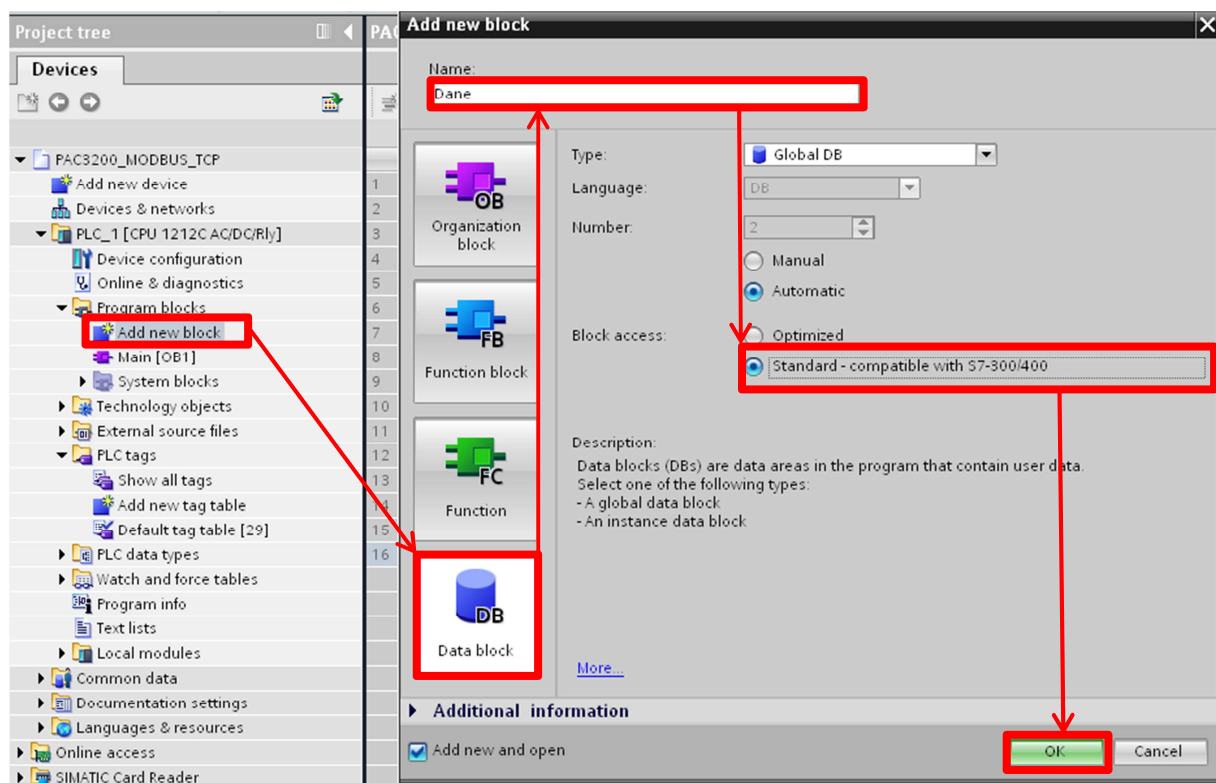 Project tree
Devices
PAC3200_MODBUS_TCP
Add new device
Devices & networks
PLC_1 [CPU 1212C AC/DC/Rly]
Device configuration
Online & diagnostics
Program blocks
Add new block
Main [OB1]
System blocks
Technology objects
External source files
PLC tags
Show all tags
Add new tag table
Default tag table [29]
PLC data types
Watch and force tables
Program info
Text lists
Local modules
Common data
Documentation settings
Languages & resources
Online access
SIMATIC Card Reader
PAC
1
2
3
4
5
6
7
8
9
10
11
12
13
14
15
16
Add new block
Name:
Dane
OB
Organization
block
FB
Function block
FC
Function
DB
Data block
Type:
Global DB
Language:
DB
Number:
2
Manual
Automatic
Block access:
Optimized
Standard - compatible with S7-300/400
Description:
Data blocks (DBs) are data areas in the program that contain user data.
Select one of the following types:
- A global data block
- An instance data block
More...
Additional information
Add new and open
OK
Cancel